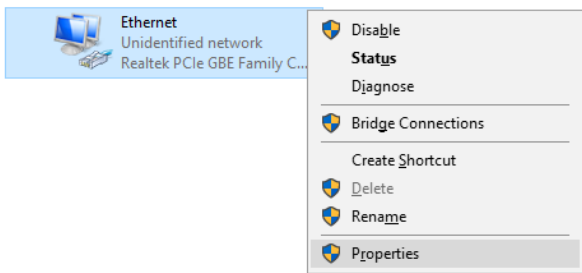 Ethernet
Unidentified network
Realtek PCIe GBE Family C...
Disable
Status
Diagnose
Bridge Connections
Create Shortcut
Delete
Rename
Properties